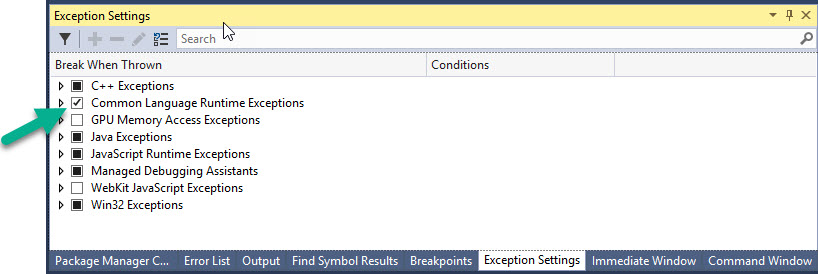 Exception Settings
Search
Break When Thrown Conditions
C++ Exceptions
Common Language Runtime Exceptions
GPU Memory Access Exceptions
Java Exceptions
JavaScript Runtime Exceptions
Managed Debugging Assistants
WebKit JavaScript Exceptions
Win32 Exceptions
Package Manager C... Error List Output Find Symbol Results Breakpoints Exception Settings Immediate Window Command Window